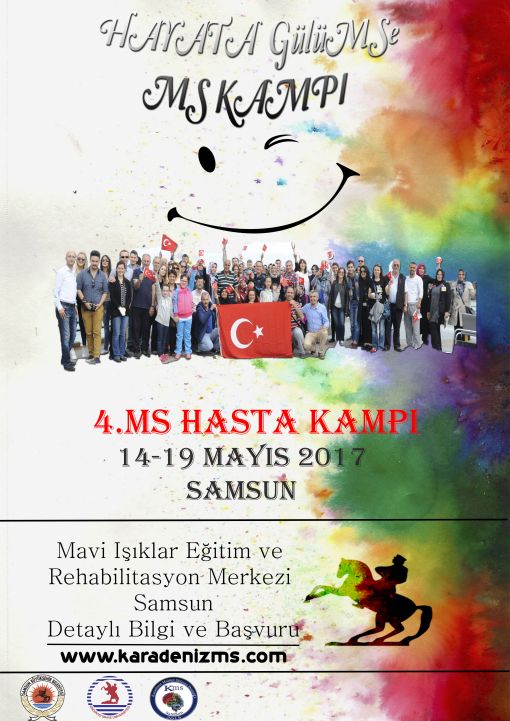 HAYATA GülüMSe
MS KAMPI
4.MS HASTA KAMPI
14-19 MAYIS 2017
SAMSUN
Mavi Işıklar Eğitim ve
Rehabilitasyon Merkezi
Samsun
Detaylı Bilgi ve Başvuru
www.karadenizms.com
Kms